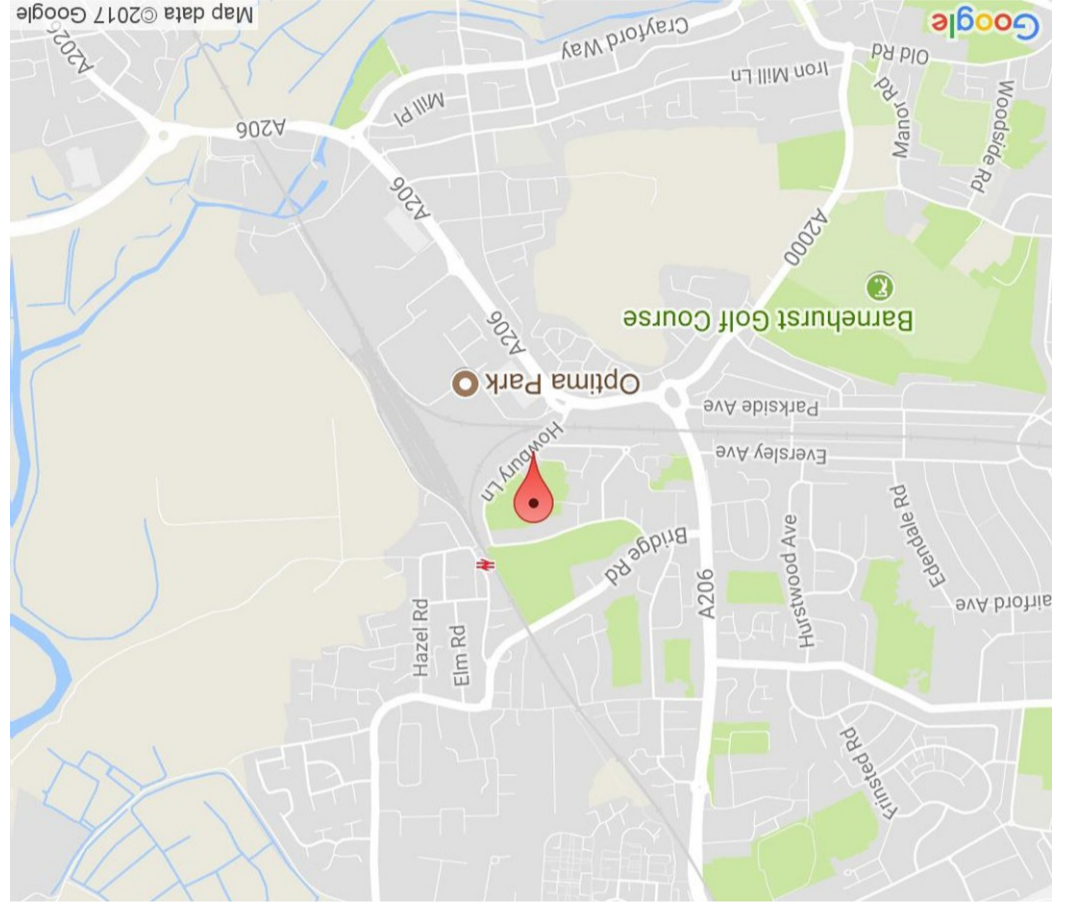 Frinsted Rd
Elm Rd
Hazel Rd
A206
Hurstwood Ave
airford Ave
Edendale Rd
Bridge Rd
Howbury Ln
Eversley Ave
Parkside Ave
Optima Park
Barnehurst Golf Course
A206
A2000
A206
Woodside Rd
Manor Rd
A206
Mill Pl
Iron Mill Ln
Old Rd
Crayford Way
A2026
Google
Map data ©2017 Google